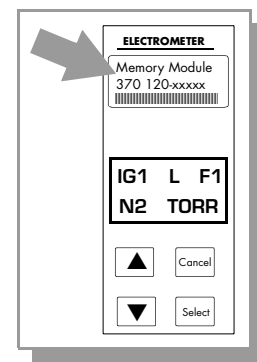 ELECTROMETER
Memory Module
370 120-xxxxx
IG1 L F1
N2 TORR
Cancel
Select